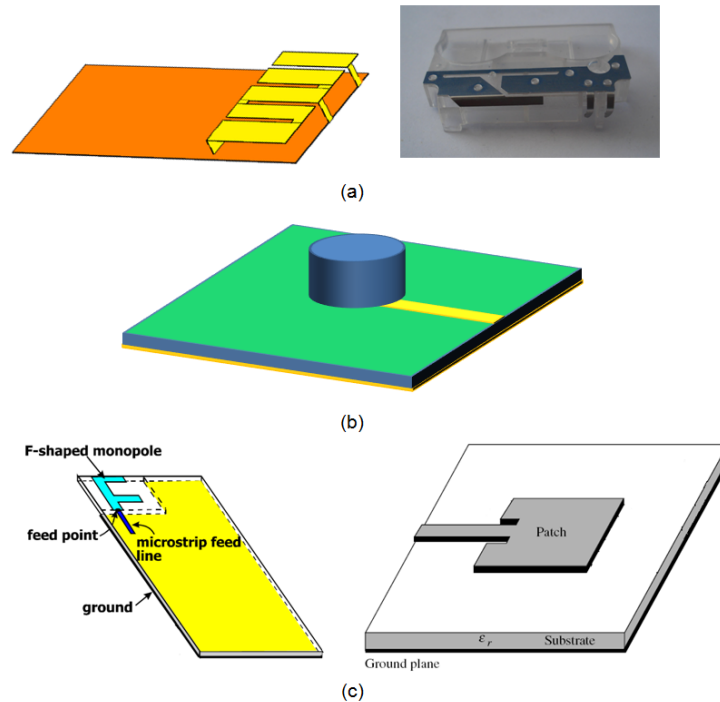 (a)
(b)
F-shaped monopole
feed point
microstrip feed
line
ground
Patch
εr
Substrate
Ground plane
(c)